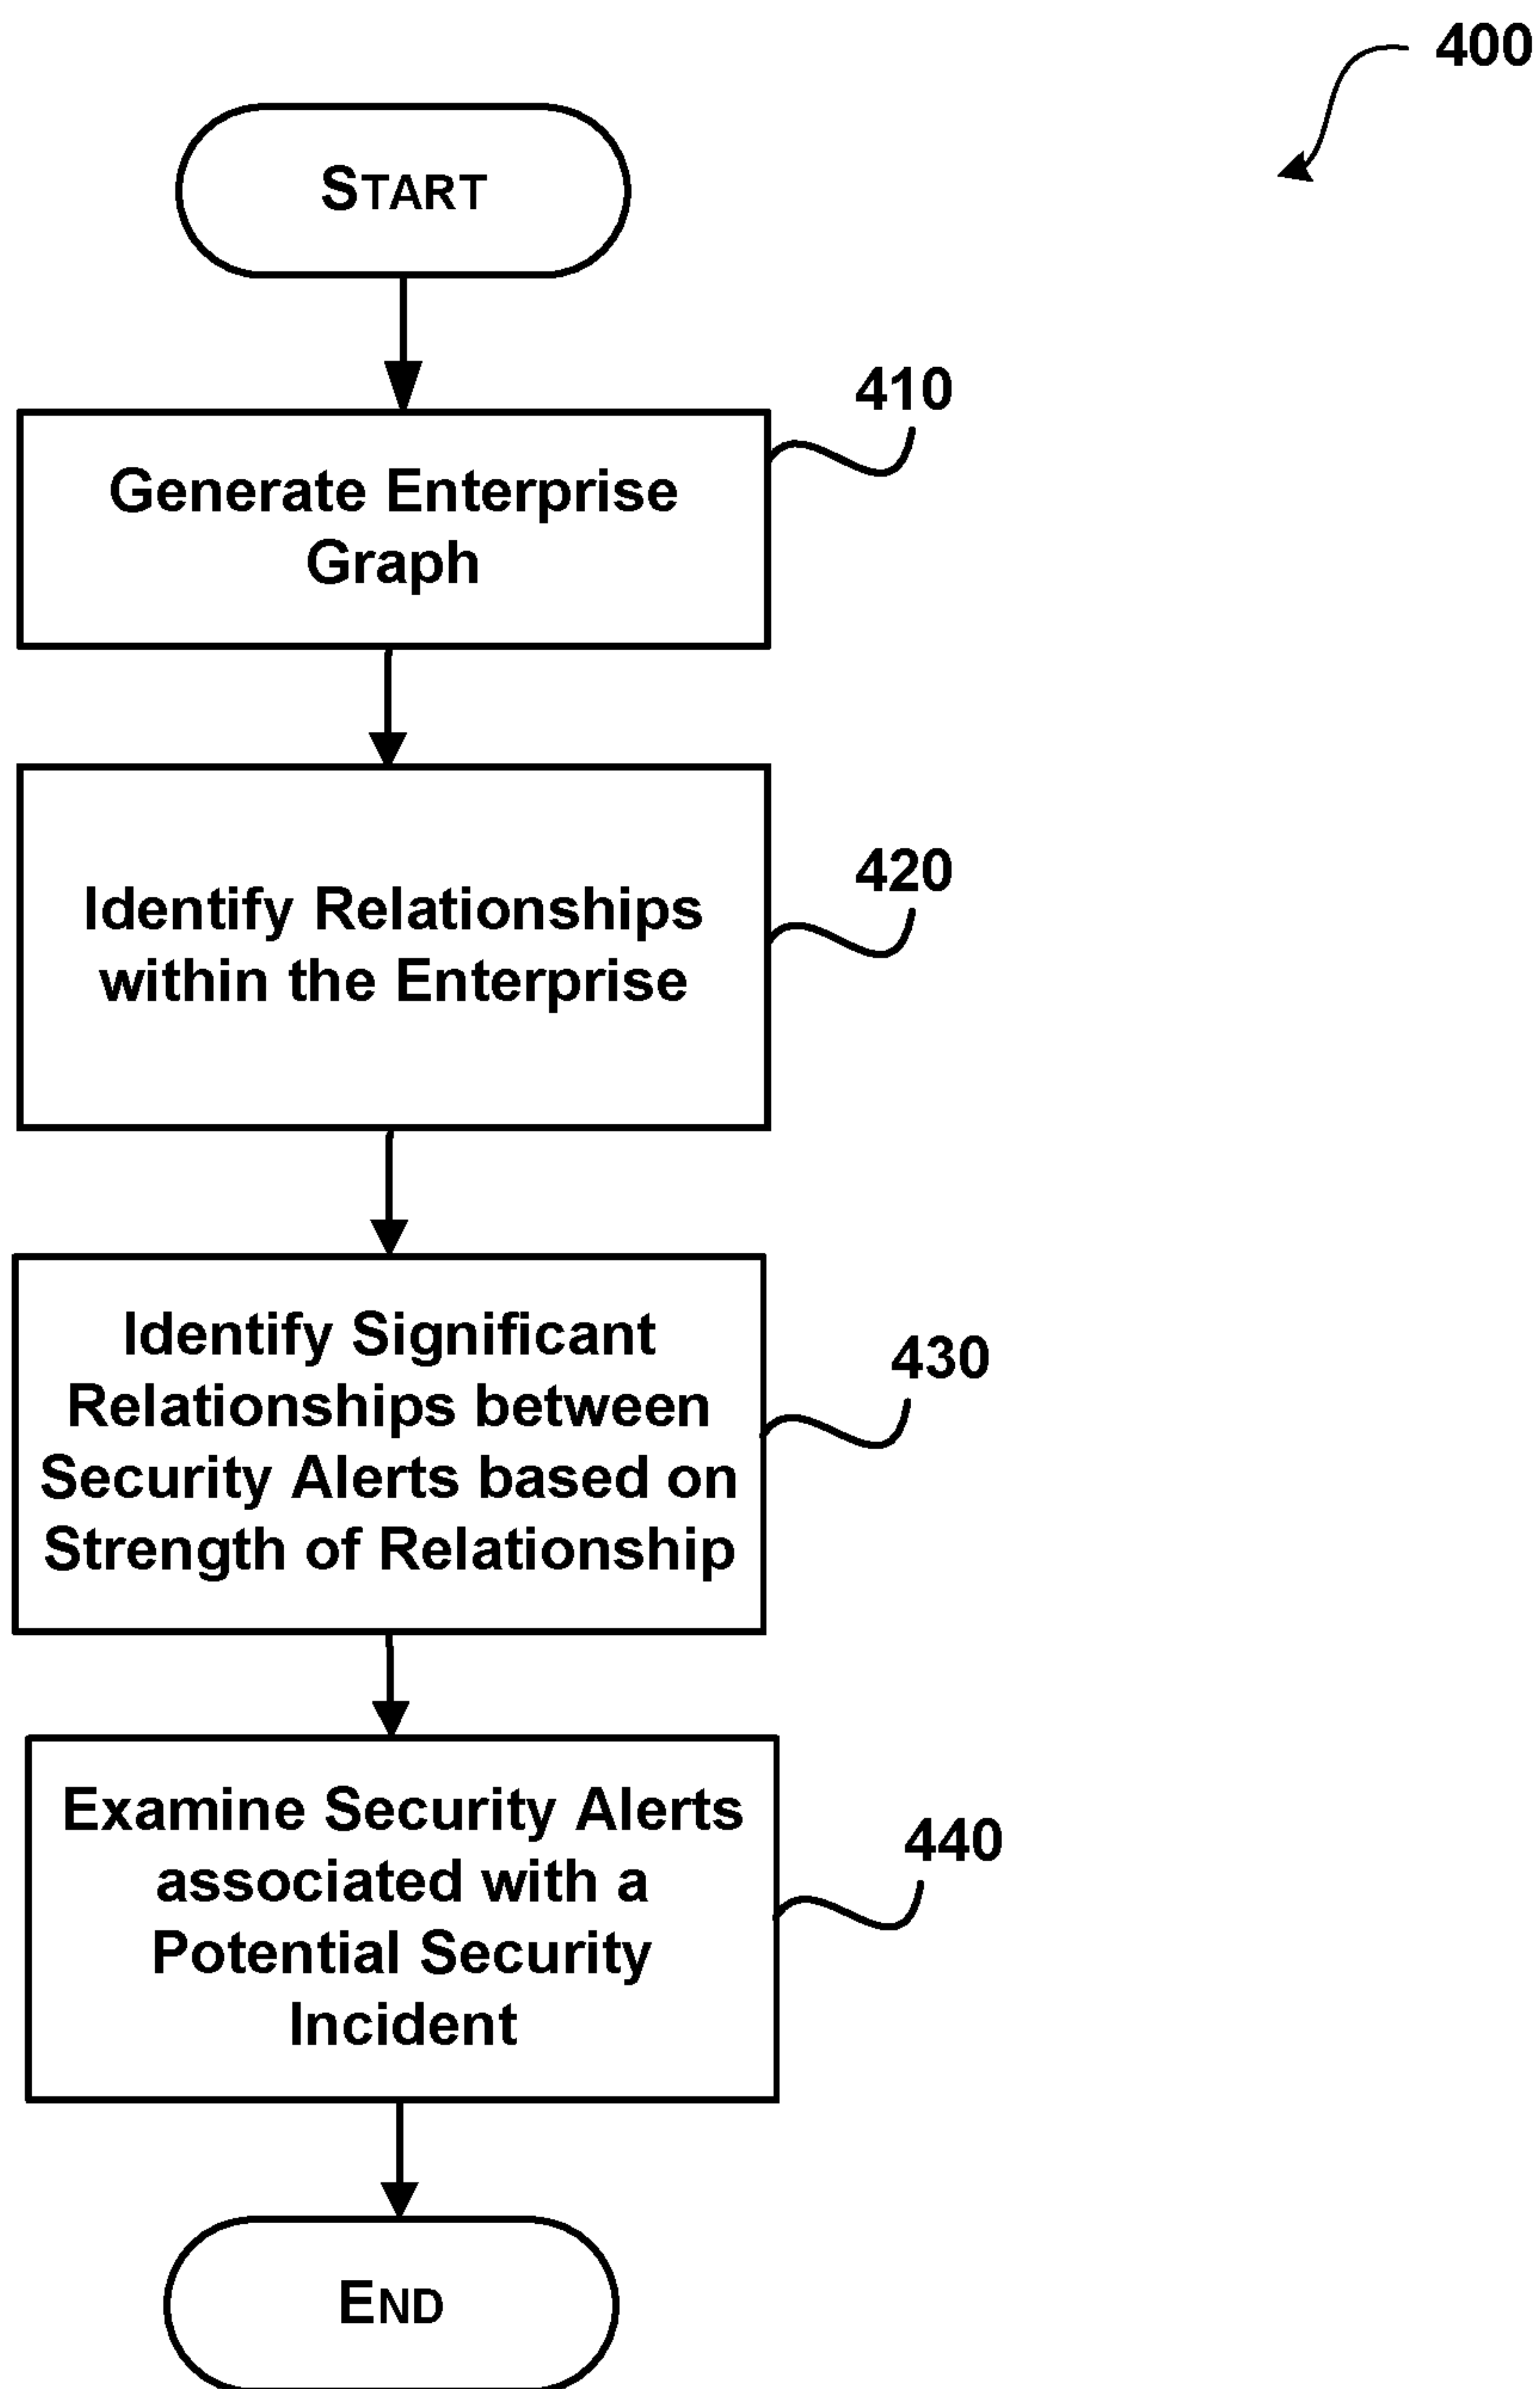 400
START
410
Generate Enterprise
Graph
420
Identify Relationships
within the Enterprise
430
Identify Significant
Relationships between
Security Alerts based on
Strength of Relationship
440
Examine Security Alerts
associated with a
Potential Security
Incident
END